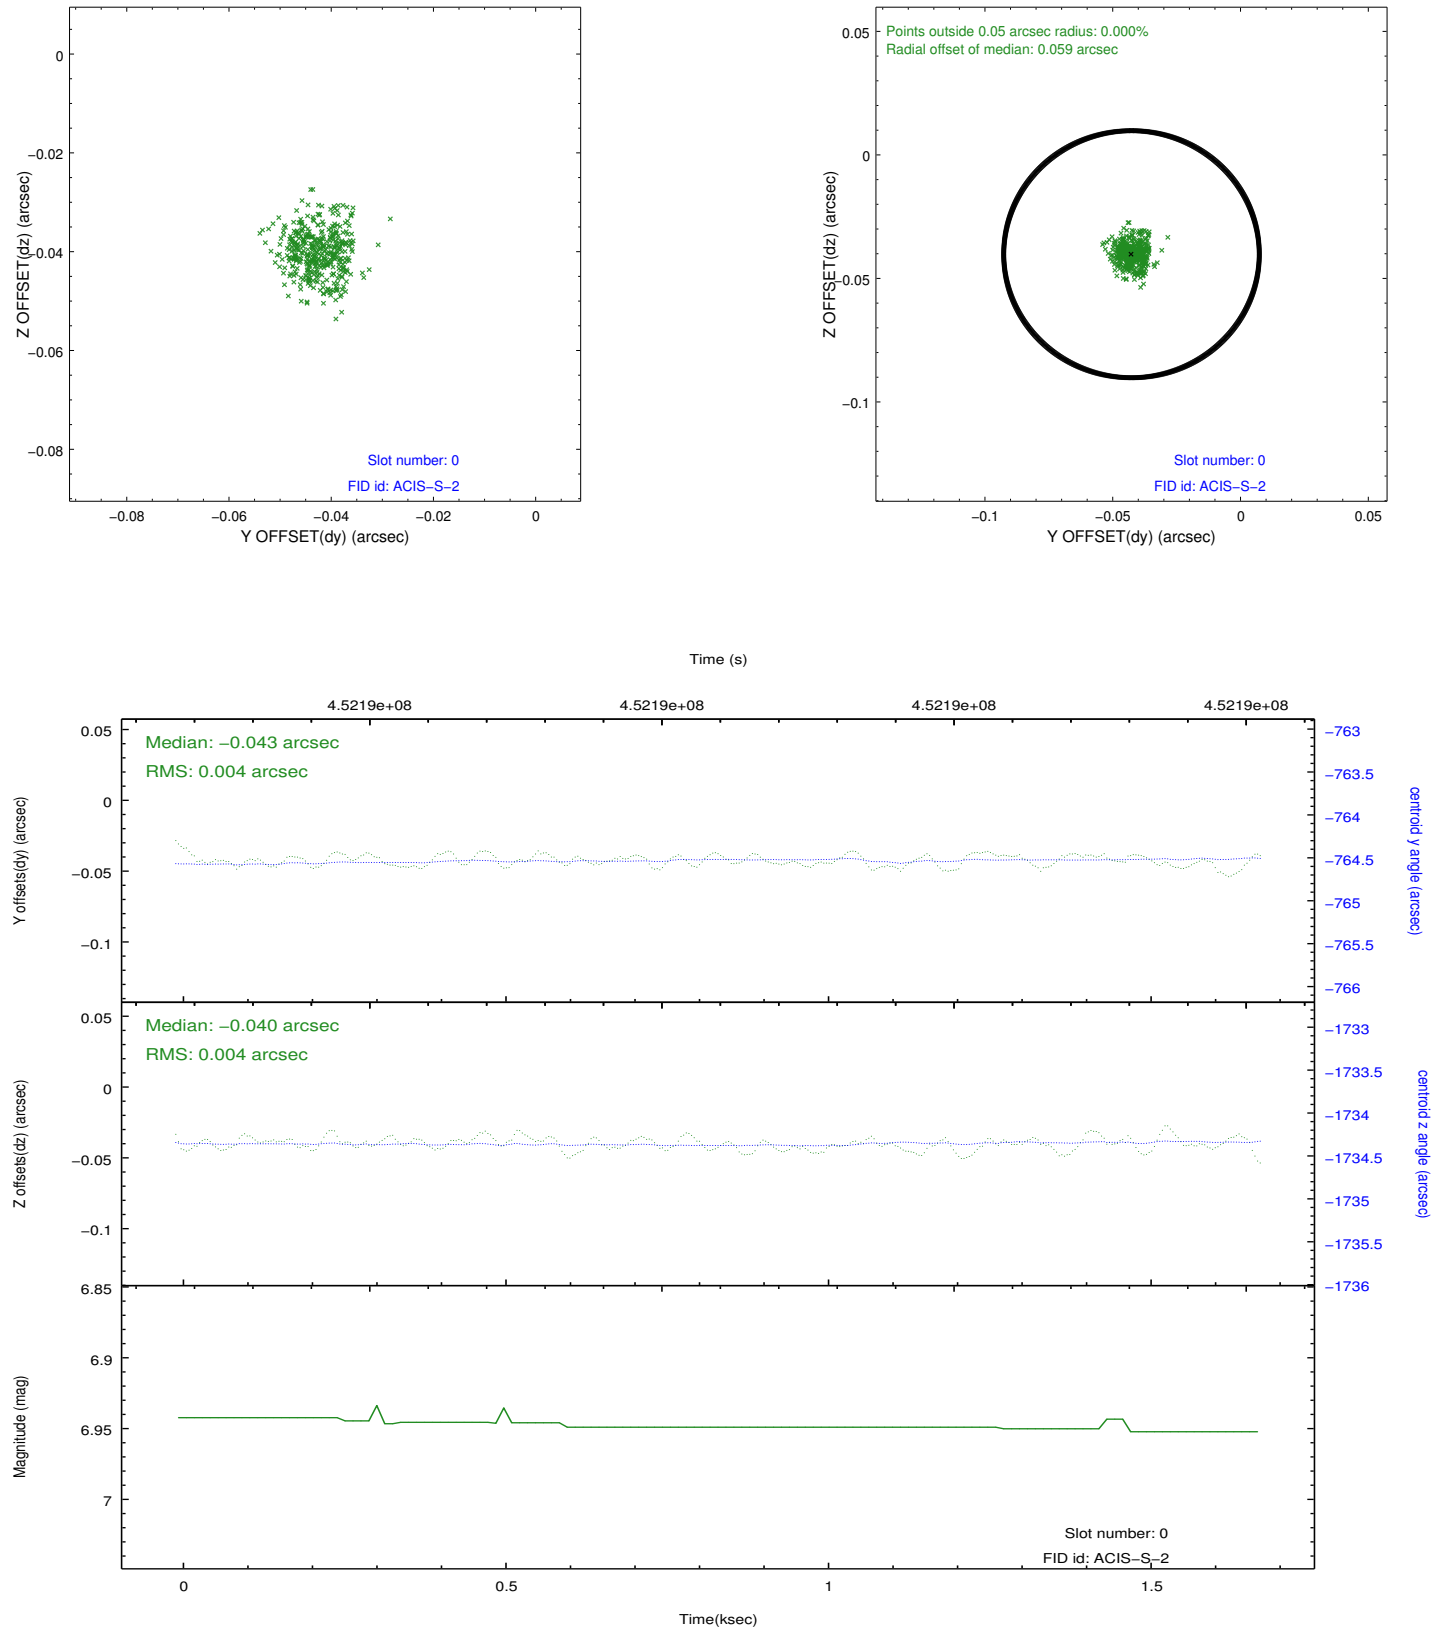 0
−0.02
−0.04
−0.06
−0.08
Z OFFSET(dz) (arcsec)
Slot number: 0
FID id: ACIS−S−2
−0.08
−0.06
−0.04
−0.02
0
Y OFFSET(dy) (arcsec)
Points outside 0.05 arcsec radius: 0.000%
Radial offset of median: 0.059 arcsec
0.05
0
−0.05
−0.1
Z OFFSET(dz) (arcsec)
Slot number: 0
FID id: ACIS−S−2
−0.1
−0.05
0
0.05
Y OFFSET(dy) (arcsec)
Time (s)
4.5219e+08
4.5219e+08
4.5219e+08
4.5219e+08
Median: −0.043 arcsec
RMS: 0.004 arcsec
0.05
0
−0.05
−0.1
Y offsets(dy) (arcsec)
−763
−763.5
−764
−764.5
−765
−765.5
−766
centroid y angle (arcsec)
Median: −0.040 arcsec
RMS: 0.004 arcsec
0.05
0
−0.05
−0.1
Z offsets(dz) (arcsec)
−1733
−1733.5
−1734
−1734.5
−1735
−1735.5
−1736
centroid z angle (arcsec)
6.85
6.9
6.95
7
Magnitude (mag)
Slot number: 0
FID id: ACIS−S−2
0
0.5
1
1.5
Time(ksec)